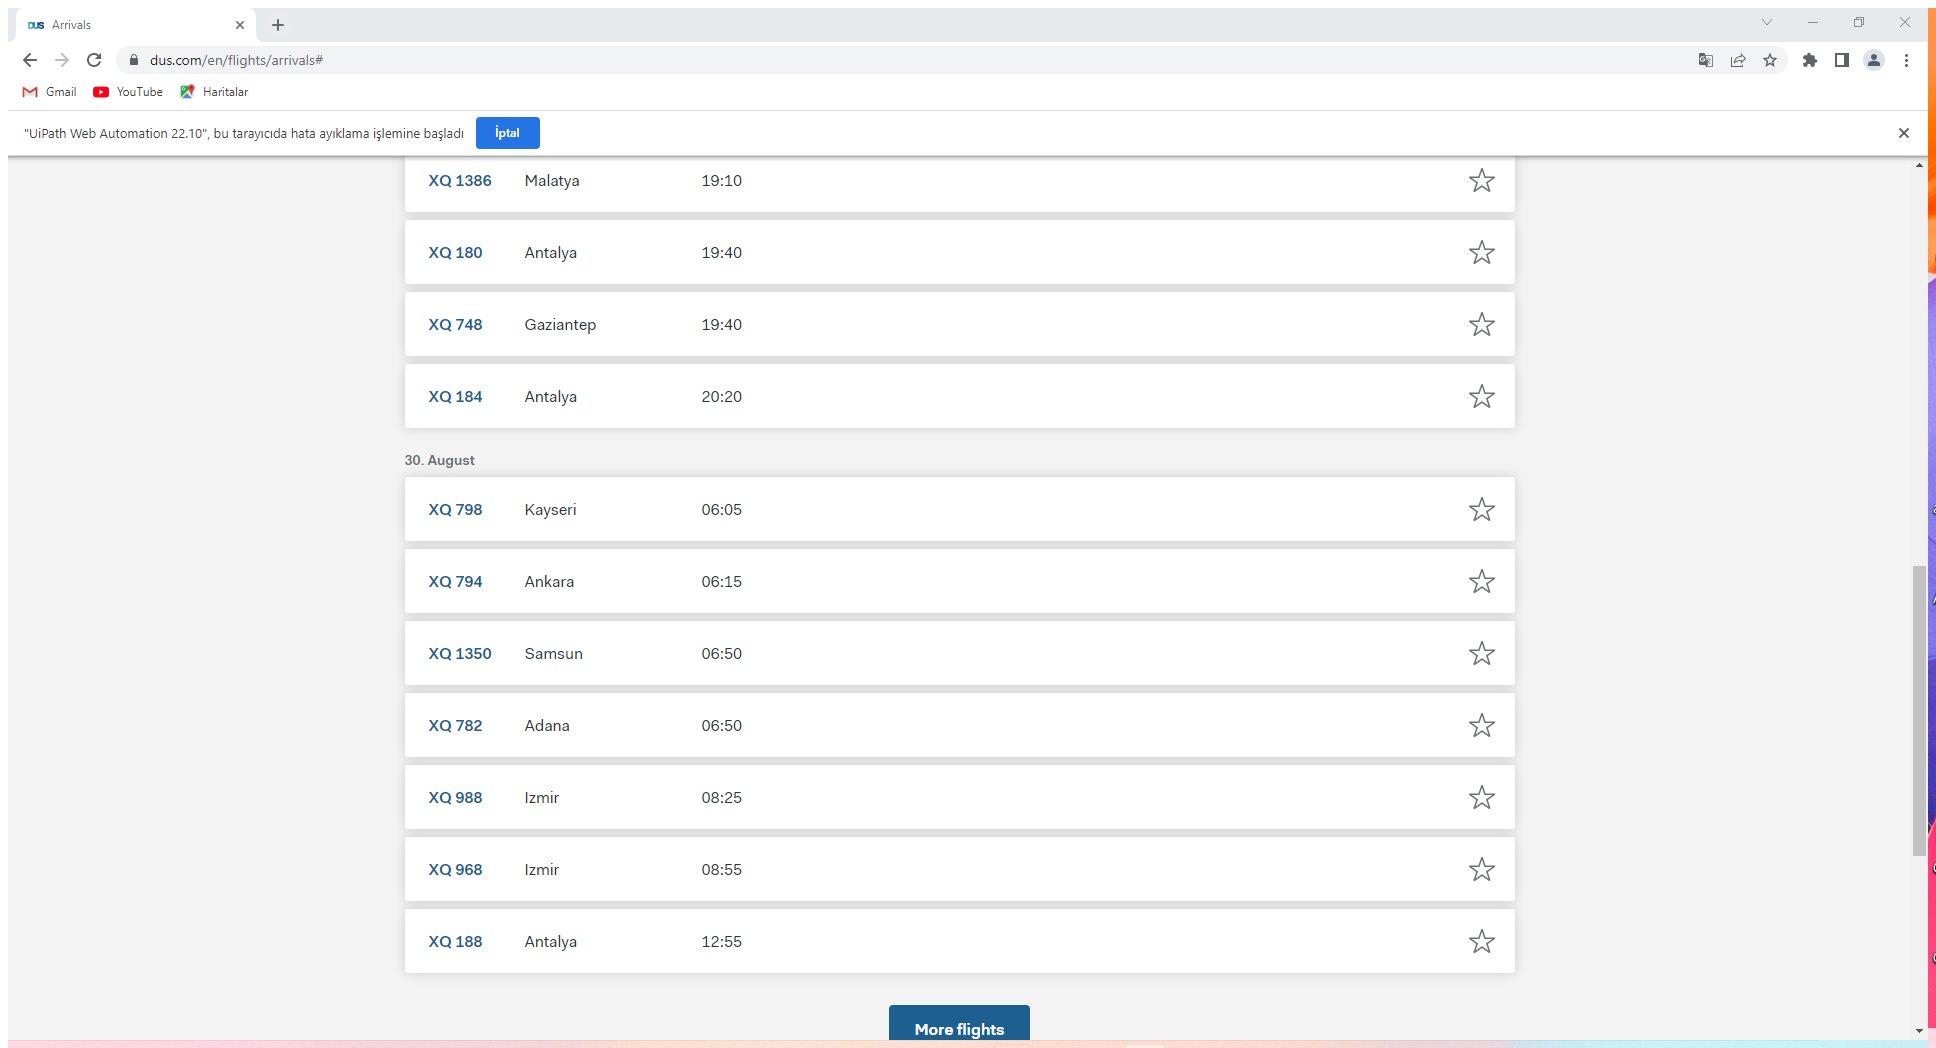 DUS Arrivals
dus.com/en/flights/arrivals#
Gmail YouTube Haritalar
"UiPath Web Automation 22.10", bu tarayıcıda hata ayıklama işlemine başladı İptal
XQ 1386 Malatya 19:10
XQ 180 Antalya 19:40
XQ 748 Gaziantep 19:40
XQ 184 Antalya 20:20
30. August
XQ 798 Kayseri 06:05
XQ 794 Ankara 06:15
XQ 1350 Samsun 06:50
XQ 782 Adana 06:50
XQ 988 Izmir 08:25
XQ 968 Izmir 08:55
XQ 188 Antalya 12:55
More flights